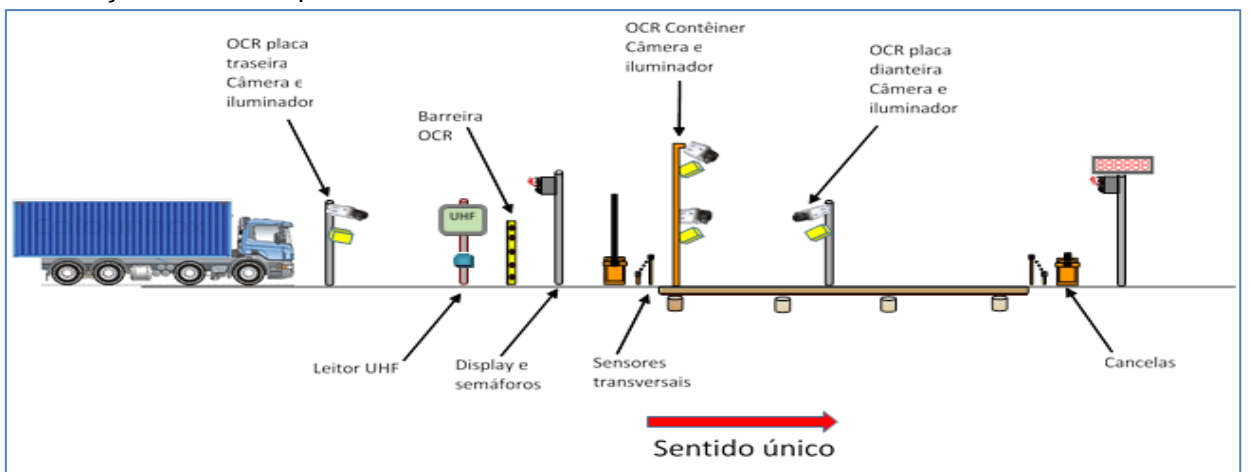 OCR placa
traseira
Câmera e
iluminador
Barreira
OCR
OCR Contêiner
Câmera e
iluminador
OCR placa
dianteira
Câmera e
iluminador
UHF
Leitor UHF
Display e
semáforos
Sensores
transversais
Cancelas
Sentido único